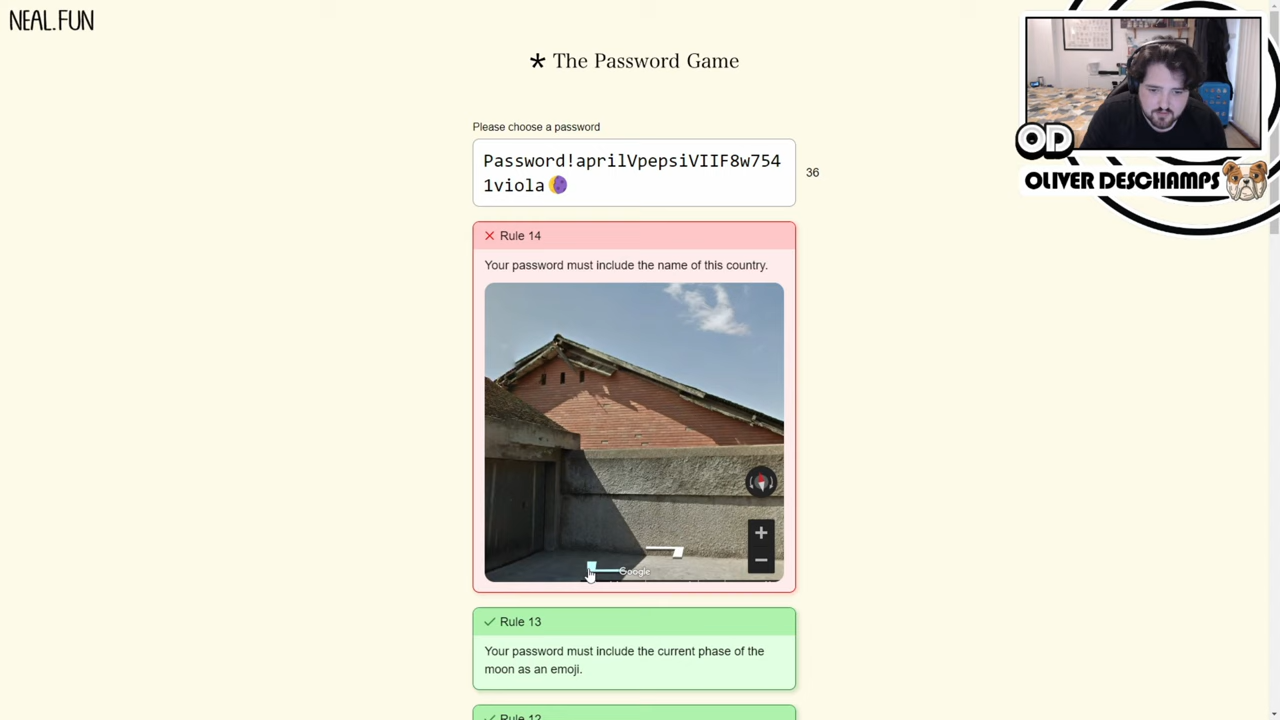 NEAL.FUN
* The Password Game
Please choose a password
Password!aprilVpepsiVIIF8w754
1viola🌘
36
Rule 14
Your password must include the name of this country.
Google
Rule 13
Your password must include the current phase of the
moon as an emoji.
Rule 12
OD
OLIVER DESCHAMPS